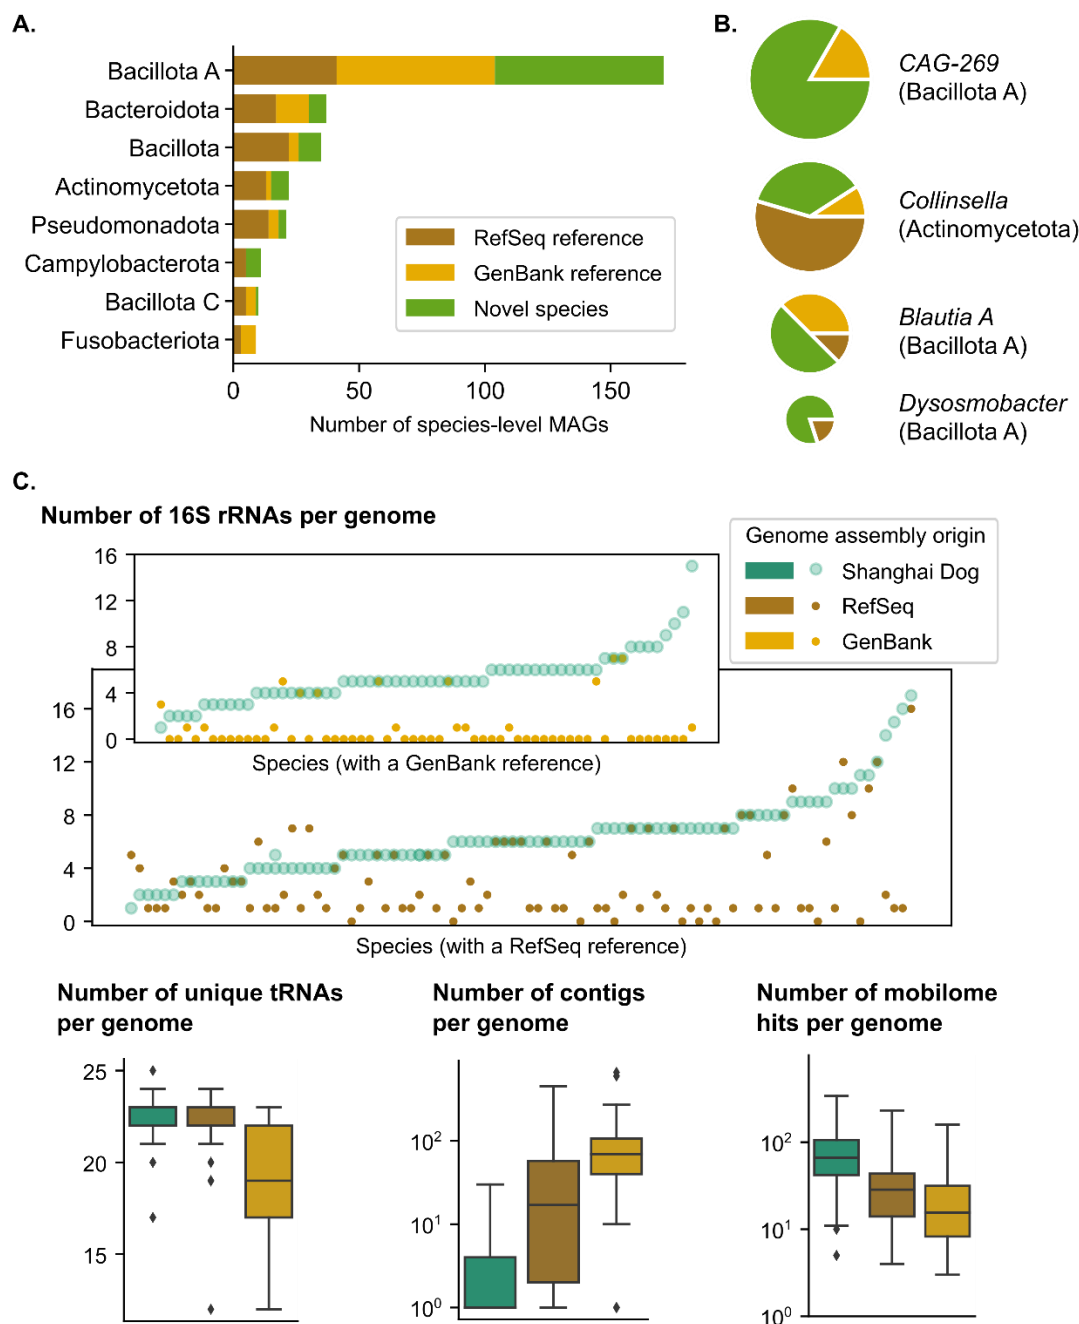 A.
Bacillota A
Bacteroidota
Bacillota
Actinomycetota
Pseudomonadota
Campylobacterota
Bacillota C
Fusobacteriota
RefSeq reference
GenBank reference
Novel species
0 50 100 150
Number of species-level MAGs
B.
CAG-269
(Bacillota A)
Collinsella
(Actinomycetota)
Blautia A
(Bacillota A)
Dysosmobacter
(Bacillota A)
C.
Number of 16S rRNAs per genome
Genome assembly origin
Shanghai Dog
RefSeq
GenBank
16
12
8
4
0
Species (with a GenBank reference)
16
12
8
4
0
Species (with a RefSeq reference)
Number of unique tRNAs
per genome
25
20
15
Number of contigs
per genome
10²
10¹
10⁰
Number of mobilome
hits per genome
10²
10¹
10⁰